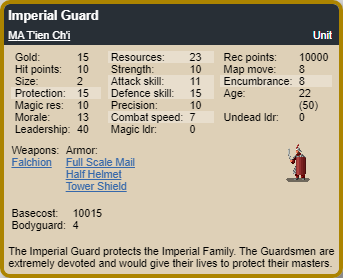 Imperial Guard
MA T'ien Ch'i Unit
Gold: 15 Resources: 23 Rec points: 10000
Hit points: 10 Strength: 10 Map move: 8
Size: 2 Attack skill: 11 Encumbrance: 8
Protection: 15 Defence skill: 15 Age: 22
Magic res: 10 Precision: 10 (50)
Morale: 13 Combat speed: 7 Undead ldr: 0
Leadership: 40 Magic ldr: 0
Weapons: Armor:
Falchion Full Scale Mail
Half Helmet
Tower Shield
Basecost: 10015
Bodyguard: 4
The Imperial Guard protects the Imperial Family. The Guardsmen are
extremely devoted and would give their lives to protect their masters.